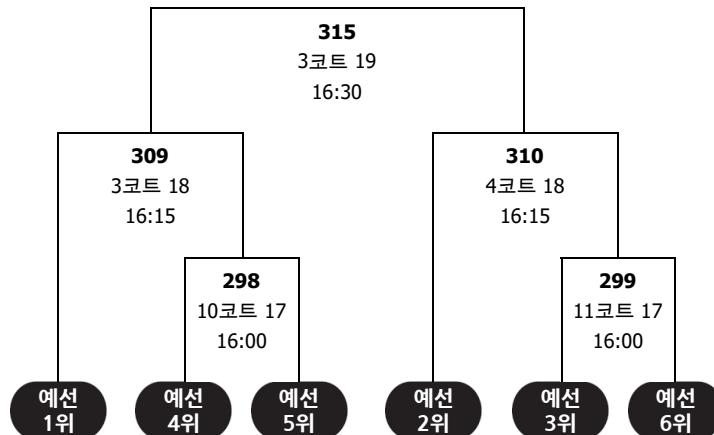 315
3코트 19
16:30
309
3코트 18
16:15
310
4코트 18
16:15
298
10코트 17
16:00
299
11코트 17
16:00
예선
1위
예선
4위
예선
5위
예선
2위
예선
3위
예선
6위